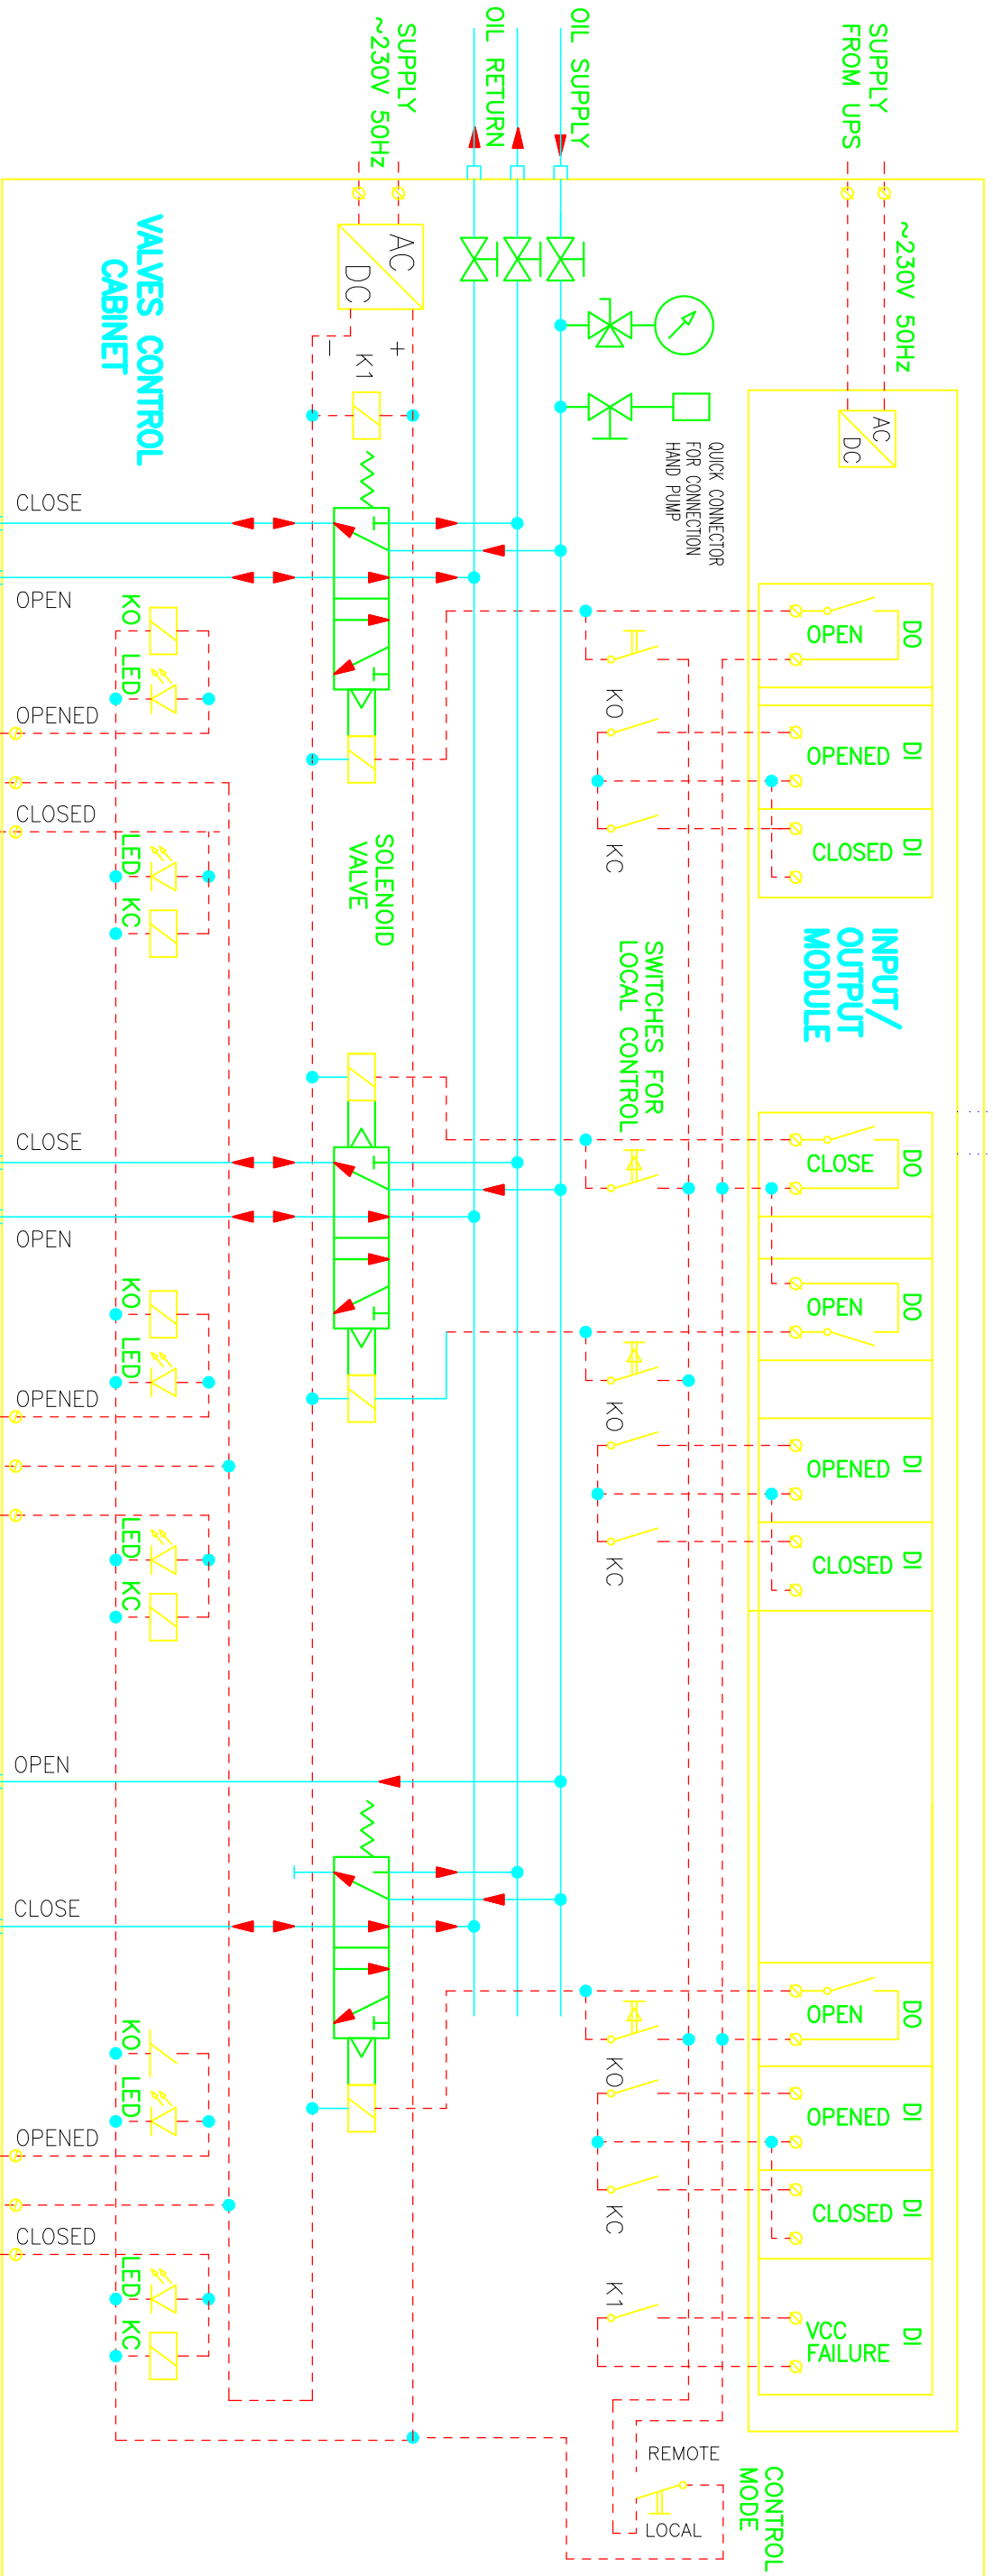 SUPPLY
FROM UPS
~230V 50Hz
OIL SUPPLY
OIL RETURN
SUPPLY
~230V 50Hz
AC
DC
AC
DC
+
–
K1
QUICK CONNECTOR
FOR CONNECTION
HAND PUMP
VALVES CONTROL
CABINET
INPUT/
OUTPUT
MODULE
DO
OPEN
DI
OPENED
DI
CLOSED
DO
CLOSE
DO
OPEN
DI
OPENED
DI
CLOSED
DO
OPEN
DI
OPENED
DI
CLOSED
DI
VCC
FAILURE
KO
KC
SWITCHES FOR
LOCAL CONTROL
KO
KC
KO
KC
K1
REMOTE
LOCAL
CONTROL
MODE
SOLENOID
VALVE
CLOSE
OPEN
KO
LED
OPENED
CLOSED
LED
KC
CLOSE
OPEN
KO
LED
OPENED
LED
KC
OPEN
CLOSE
KO
LED
OPENED
CLOSED
LED
KC